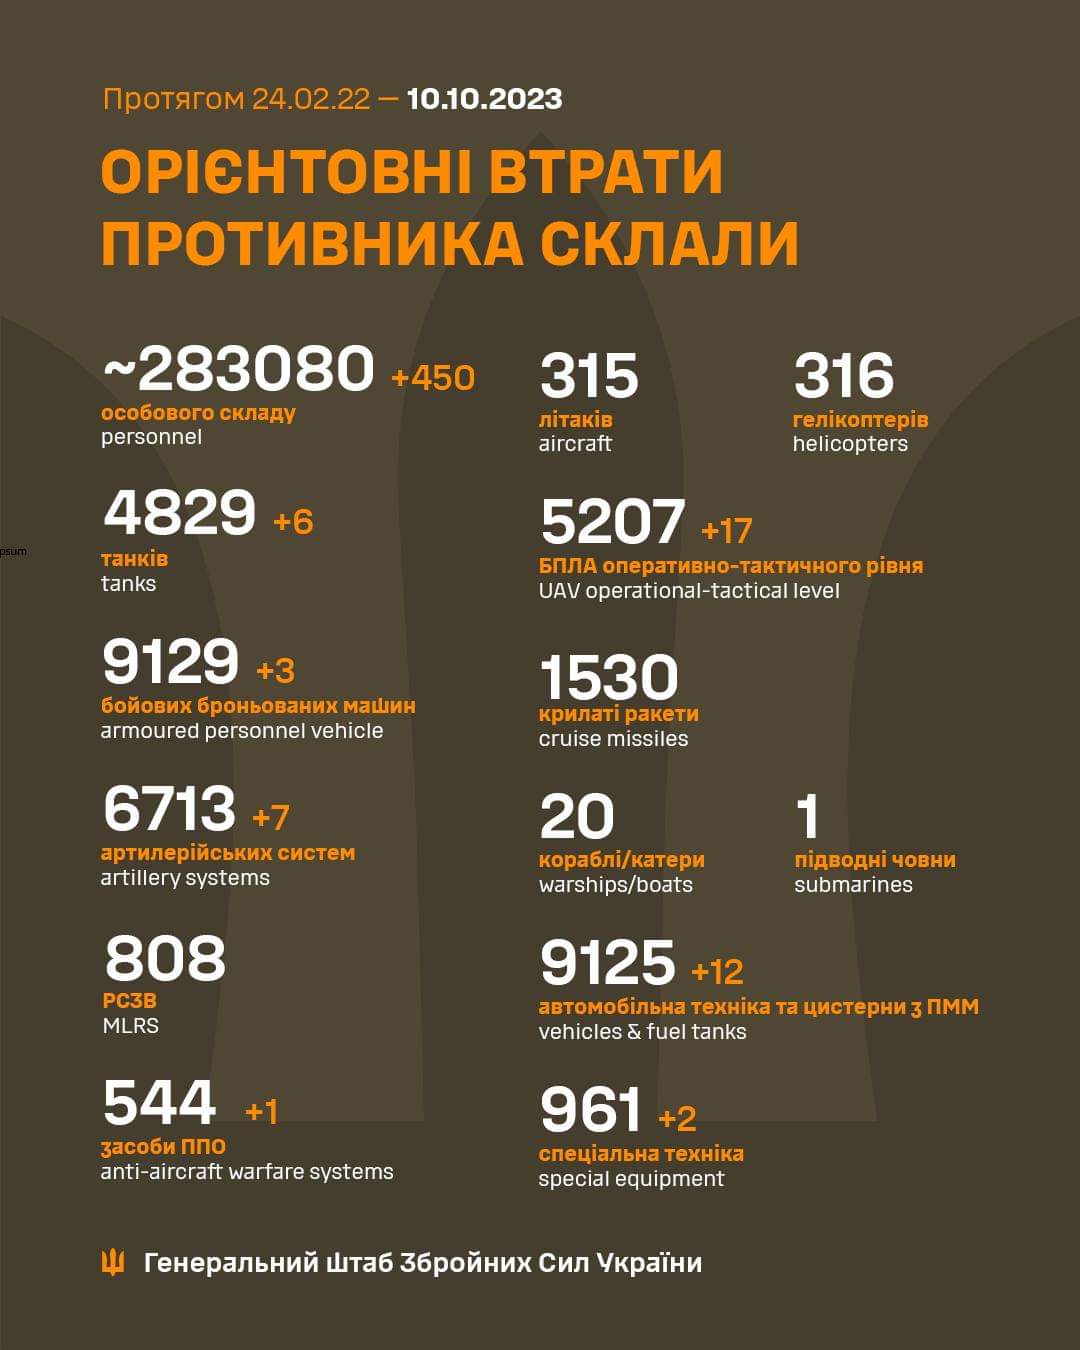 Протягом 24.02.22 — 10.10.2023
ОРІЄНТОВНІ ВТРАТИ
ПРОТИВНИКА СКЛАЛИ
~283080 +450
особового складу
personnel
315
літаків
aircraft
316
гелікоптерів
helicopters
4829 +6
танків
tanks
5207 +17
БПЛА оперативно-тактичного рівня
UAV operational-tactical level
psum
9129 +3
бойових броньованих машин
armoured personnel vehicle
1530
крилаті ракети
cruise missiles
6713 +7
артилерійських систем
artillery systems
20
кораблі/катери
warships/boats
1
підводні човни
submarines
808
РСЗВ
MLRS
9125 +12
автомобільна техніка та цистерни з ПММ
vehicles & fuel tanks
544 +1
засоби ППО
anti-aircraft warfare systems
961 +2
спеціальна техніка
special equipment
Генеральний штаб Збройних Сил України